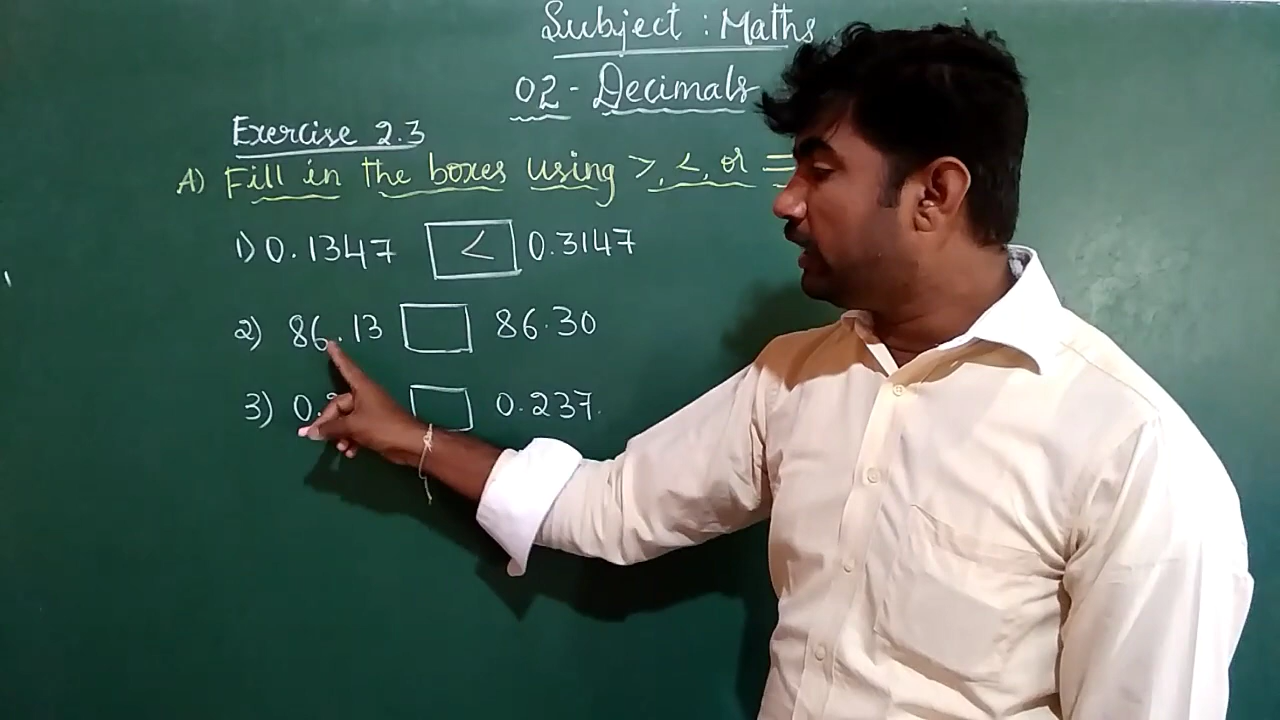 Subject : Maths
02 - Decimals
Exercise 2.3
A) Fill in the boxes using >, <, or =
1) 0.1347 < 0.3147
2) 86.13 86.30
3) 0. 0.237